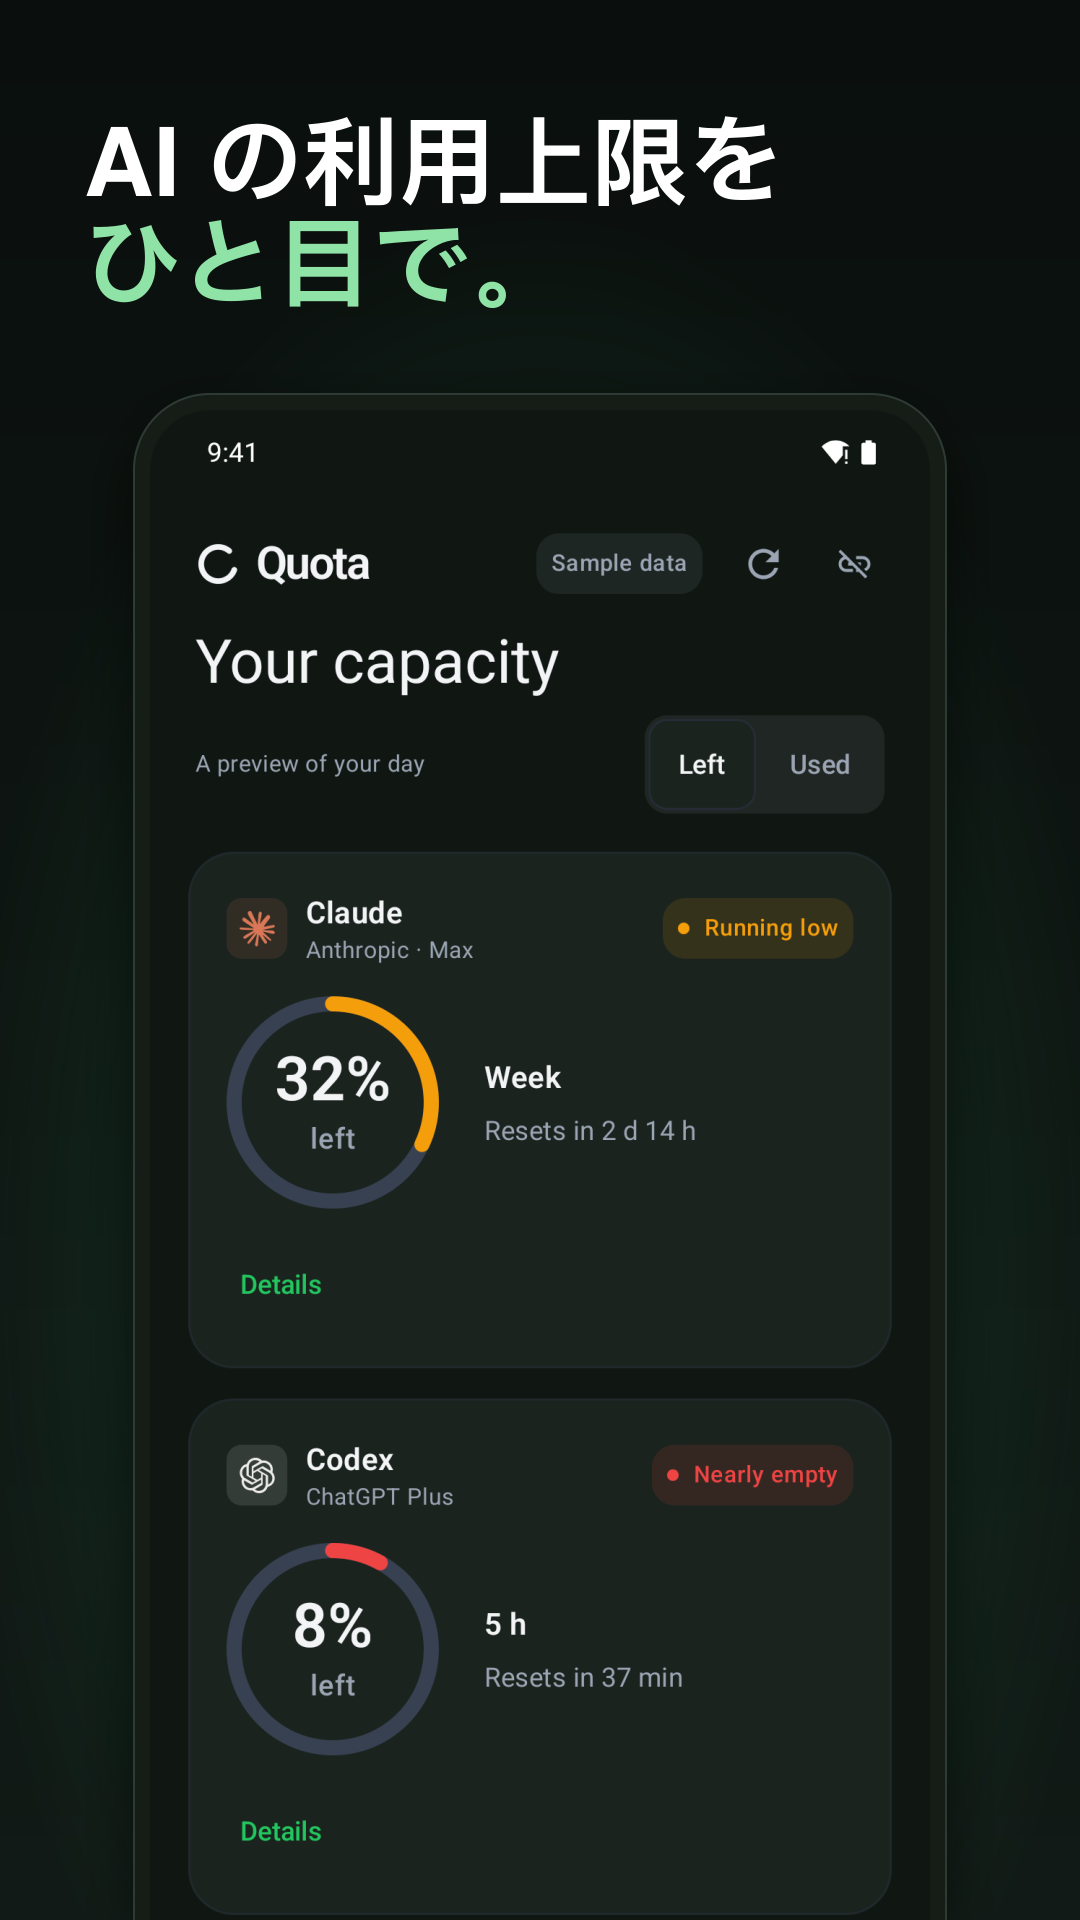 AI の利用上限を
ひと目で。
9:41
Quota
Sample data
Your capacity
A preview of your day
Left
Used
Claude
Anthropic · Max
Running low
32%
left
Week
Resets in 2 d 14 h
Details
Codex
ChatGPT Plus
Nearly empty
8%
left
5 h
Resets in 37 min
Details